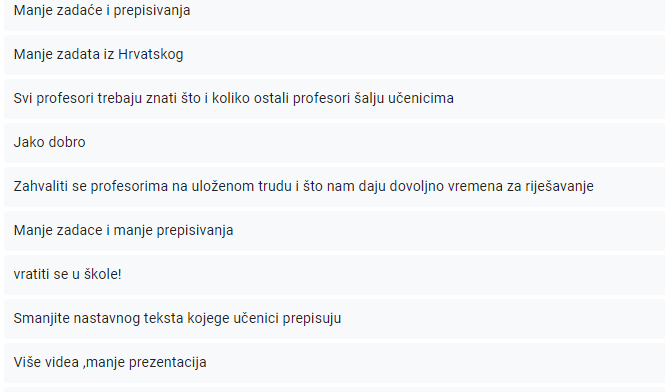 Manje zadaće i prepisivanja
Manje zadata iz Hrvatskog
Svi profesori trebaju znati što i koliko ostali profesori šalju učenicima
Jako dobro
Zahvaliti se profesorima na uloženom trudu i što nam daju dovoljno vremena za riješavanje
Manje zadace i manje prepisivanja
vratiti se u škole!
Smanjite nastavnog teksta kojege učenici prepisuju
Više videa ,manje prezentacija